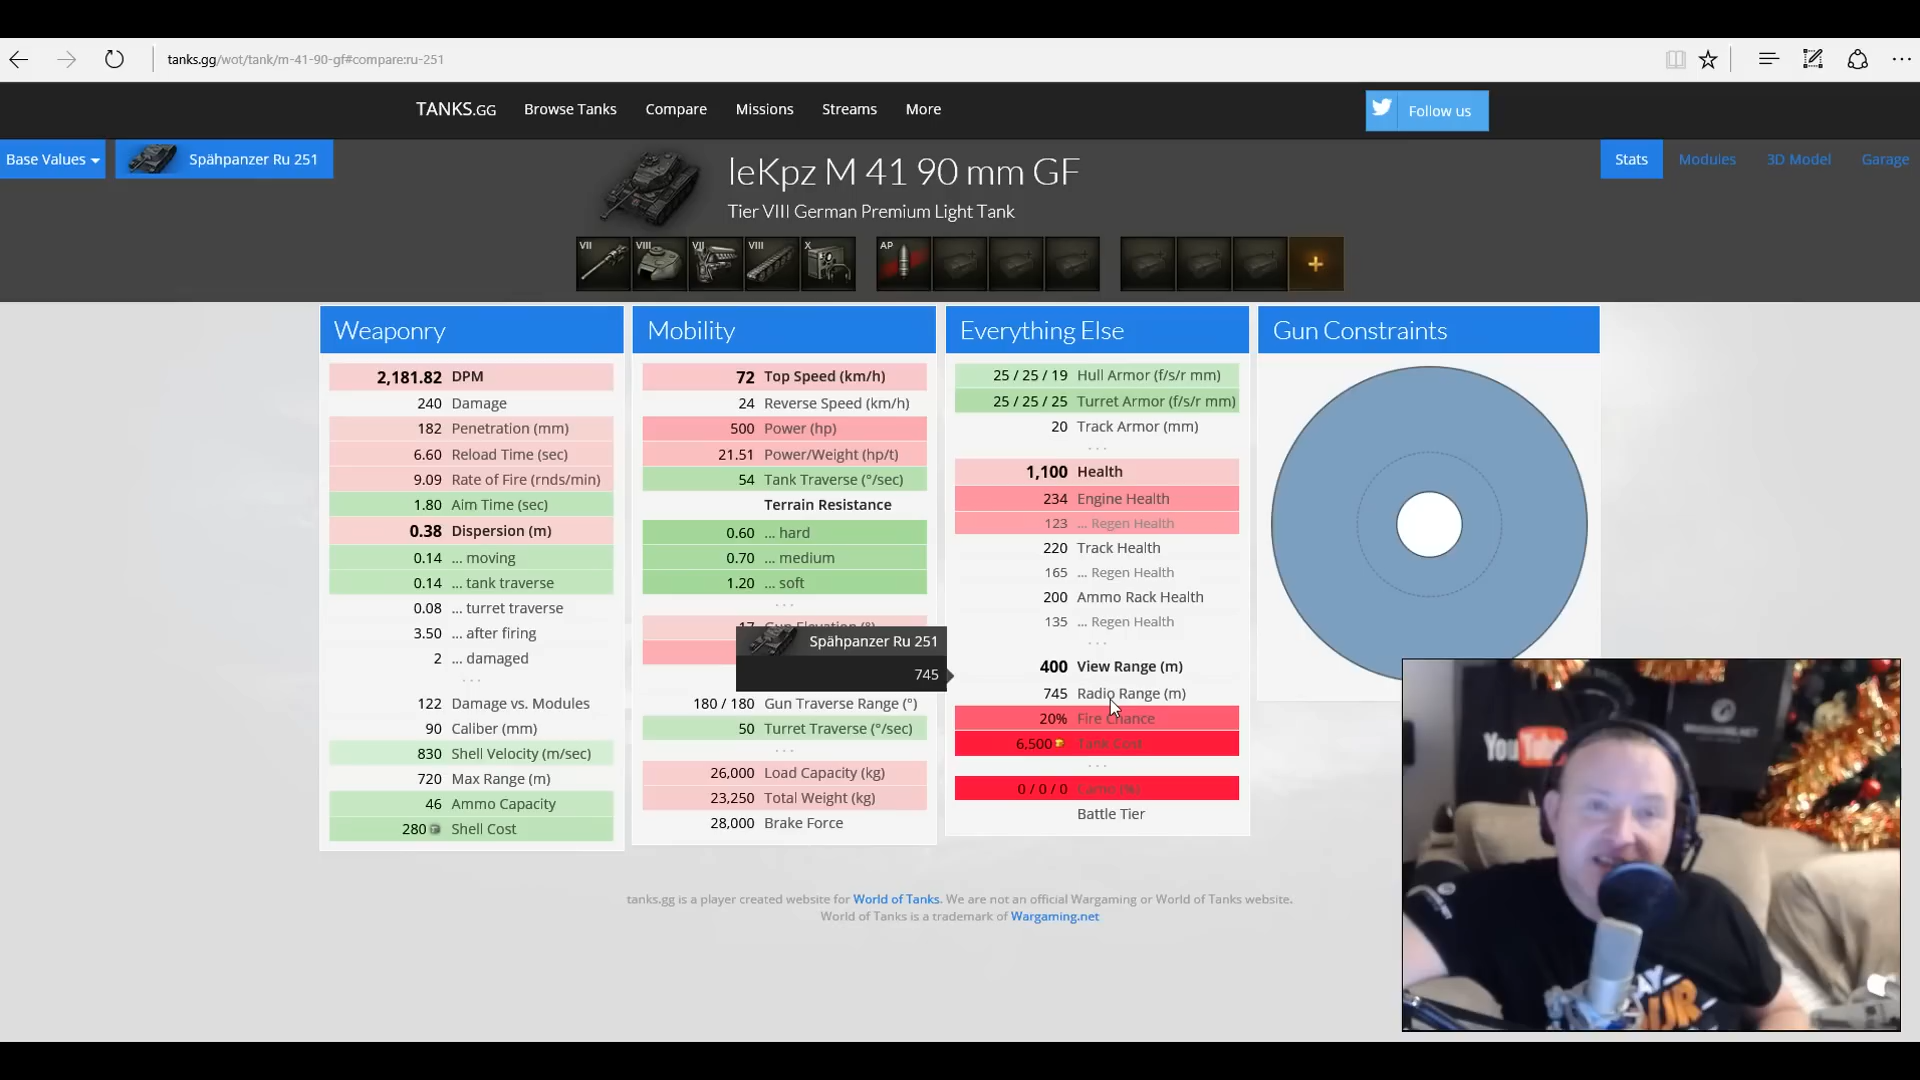 tanks.gg/wot/tank/m-41-90-gf#compare:ru-251
TANKS.GG Browse Tanks Compare Missions Streams More Follow us
Base Values Spähpanzer Ru 251 Stats Modules 3D Model Garage
leKpz M 41 90 mm GF
Tier VIII German Premium Light Tank
VII VIII VII VIII X AP
Weaponry
2,181.82 DPM
240 Damage
182 Penetration (mm)
6.60 Reload Time (sec)
9.09 Rate of Fire (rnds/min)
1.80 Aim Time (sec)
0.38 Dispersion (m)
0.14 ... moving
0.14 ... tank traverse
0.08 ... turret traverse
3.50 ... after firing
2 ... damaged
...
122 Damage vs. Modules
90 Caliber (mm)
830 Shell Velocity (m/sec)
720 Max Range (m)
46 Ammo Capacity
280 Shell Cost
Mobility
72 Top Speed (km/h)
24 Reverse Speed (km/h)
500 Power (hp)
21.51 Power/Weight (hp/t)
54 Tank Traverse (°/sec)
Terrain Resistance
0.60 ... hard
0.70 ... medium
1.20 ... soft
...
17 Gun Elevation (°)
Spähpanzer Ru 251
745
180 / 180 Gun Traverse Range (°)
50 Turret Traverse (°/sec)
...
26,000 Load Capacity (kg)
23,250 Total Weight (kg)
28,000 Brake Force
Everything Else
25 / 25 / 19 Hull Armor (f/s/r mm)
25 / 25 / 25 Turret Armor (f/s/r mm)
20 Track Armor (mm)
...
1,100 Health
234 Engine Health
123 ... Regen Health
220 Track Health
165 ... Regen Health
200 Ammo Rack Health
135 ... Regen Health
...
400 View Range (m)
745 Radio Range (m)
20% Fire Chance
6,500 Tank Cost
...
0 / 0 / 0 Camo (%)
Battle Tier
Gun Constraints
WARGAMING.NET
You
tanks.gg is a player created website for World of Tanks. We are not an official Wargaming or World of Tanks website.
World of Tanks is a trademark of Wargaming.net